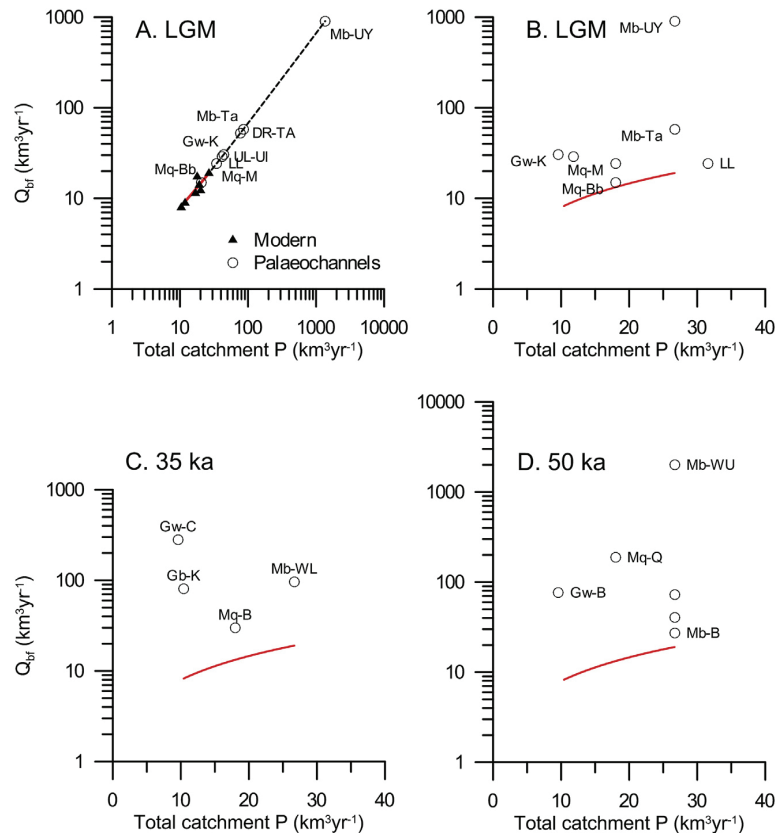 A. LGM
1000
100
10
1
Q_bf (km³yr⁻¹)
Mb-UY
Mb-Ta
DR-TA
Gw-K
UL-UI
LL
Mq-Bb
Mq-M
Modern
Palaeochannels
1 10 100 1000 10000
Total catchment P (km³yr⁻¹)
B. LGM
1000
100
10
1
Mb-UY
Mb-Ta
Gw-K
Mq-M
LL
Mq-Bb
0 10 20 30 40
Total catchment P (km³yr⁻¹)
C. 35 ka
1000
100
10
1
Q_bf (km³yr⁻¹)
Gw-C
Gb-K
Mb-WL
Mq-B
0 10 20 30 40
Total catchment P (km³yr⁻¹)
D. 50 ka
10000
1000
100
10
1
Mb-WU
Mq-Q
Gw-B
Mb-B
0 10 20 30 40
Total catchment P (km³yr⁻¹)